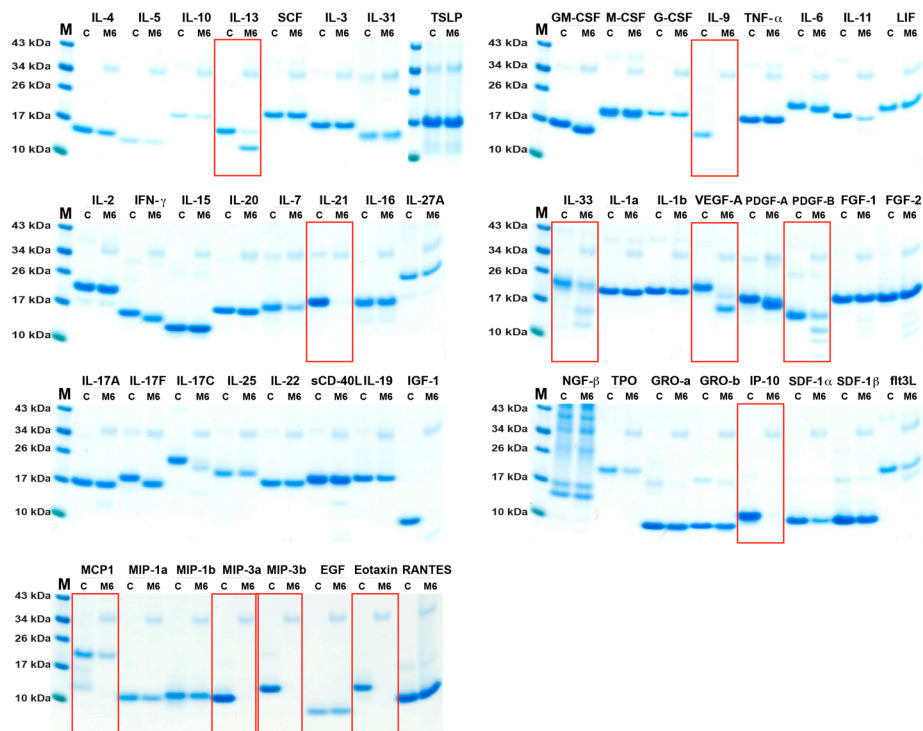 IL-4 IL-5 IL-10 IL-13 SCF IL-3 IL-31 TSLP
M C M6 C M6 C M6 C M6 C M6 C M6 C M6 C M6
43 kDa
34 kDa
26 kDa
17 kDa
10 kDa
GM-CSF M-CSF G-CSF IL-9 TNF-α IL-6 IL-11 LIF
M C M6 C M6 C M6 C M6 C M6 C M6 C M6 C M6
43 kDa
34 kDa
26 kDa
17 kDa
10 kDa
IL-2 IFN-γ IL-15 IL-20 IL-7 IL-21 IL-16 IL-27A
M C M6 C M6 C M6 C M6 C M6 C M6 C M6 C M6
43 kDa
34 kDa
26 kDa
17 kDa
10 kDa
IL-33 IL-1a IL-1b VEGF-A PDGF-A PDGF-B FGF-1 FGF-2
M C M6 C M6 C M6 C M6 C M6 C M6 C M6 C M6
43 kDa
34 kDa
26 kDa
17 kDa
10 kDa
IL-17A IL-17F IL-17C IL-25 IL-22 sCD-40L IL-19 IGF-1
M C M6 C M6 C M6 C M6 C M6 C M6 C M6 C M6
43 kDa
34 kDa
26 kDa
17 kDa
10 kDa
NGF-β TPO GRO-a GRO-b IP-10 SDF-1α SDF-1β flt3L
M C M6 C M6 C M6 C M6 C M6 C M6 C M6 C M6
43 kDa
34 kDa
26 kDa
17 kDa
10 kDa
MCP1 MIP-1a MIP-1b MIP-3a MIP-3b EGF Eotaxin RANTES
M C M6 C M6 C M6 C M6 C M6 C M6 C M6 C M6
43 kDa
34 kDa
26 kDa
17 kDa
10 kDa